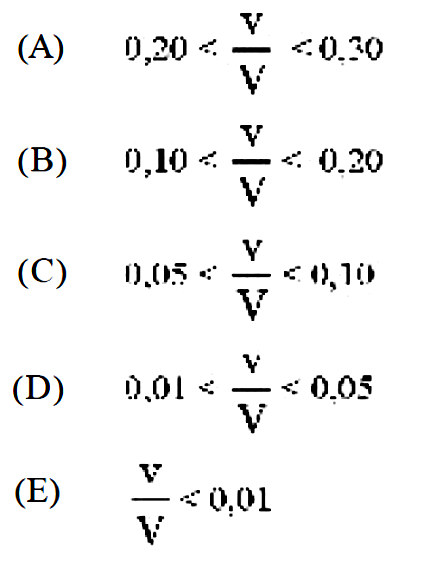 (A) 0,20 < v/V < 0.30
(B) 0,10 < v/V < 0.20
(C) 0,05 < v/V < 0,10
(D) 0,01 < v/V < 0.05
(E) v/V < 0,01